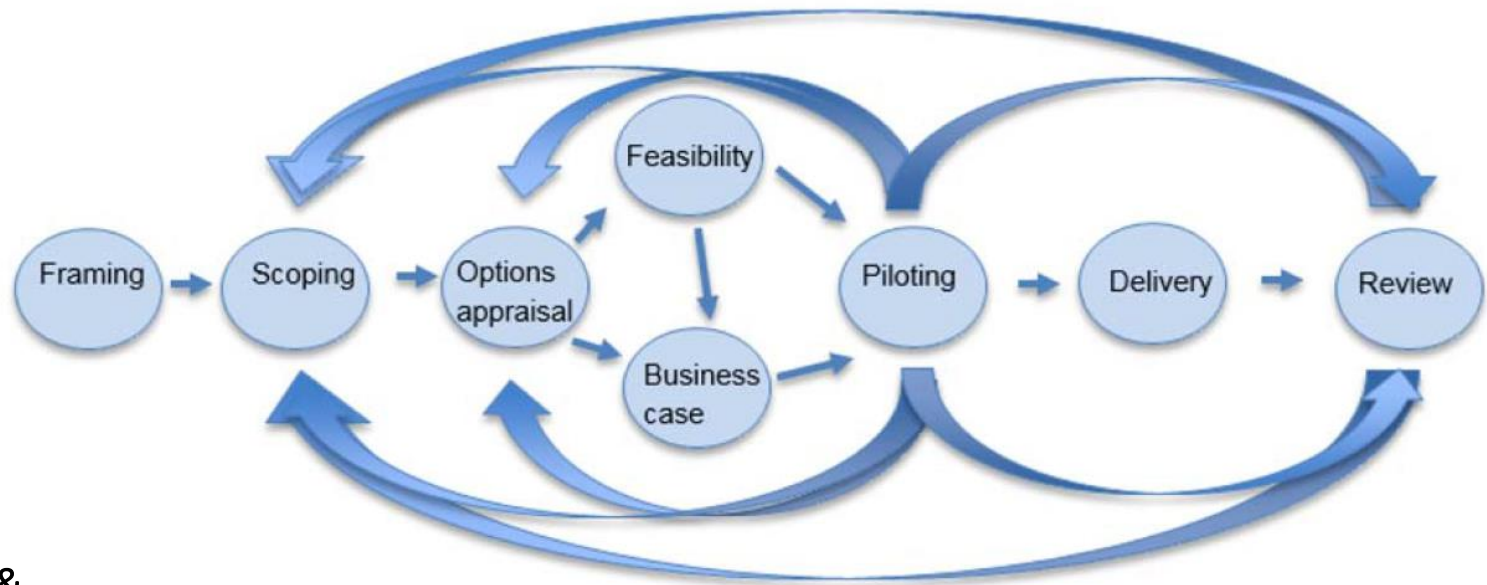 Feasibility
Framing
Scoping
Options
appraisal
Piloting
Delivery
Review
Business
case
&